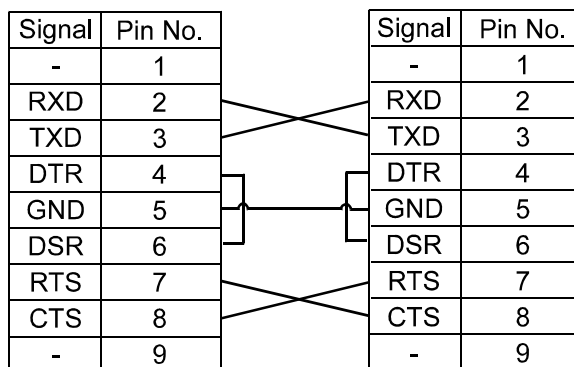 Signal Pin No. Signal Pin No.
- 1 - 1
RXD 2 RXD 2
TXD 3 TXD 3
DTR 4 DTR 4
GND 5 GND 5
DSR 6 DSR 6
RTS 7 RTS 7
CTS 8 CTS 8
- 9 - 9